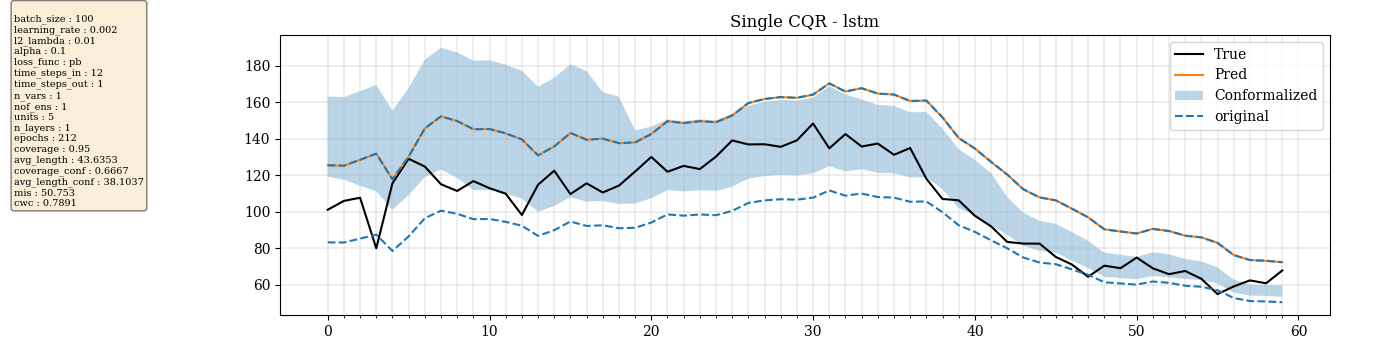 batch_size : 100
learning_rate : 0.002
l2_lambda : 0.01
alpha : 0.1
loss_func : pb
time_steps_in : 12
time_steps_out : 1
n_vars : 1
nof_ens : 1
units : 5
n_layers : 1
epochs : 212
coverage : 0.95
avg_length : 43.6353
coverage_conf : 0.6667
avg_length_conf : 38.1037
mis : 50.753
cwc : 0.7891
Single CQR - lstm
True
Pred
Conformalized
original
180
160
140
120
100
80
60
0 10 20 30 40 50 60